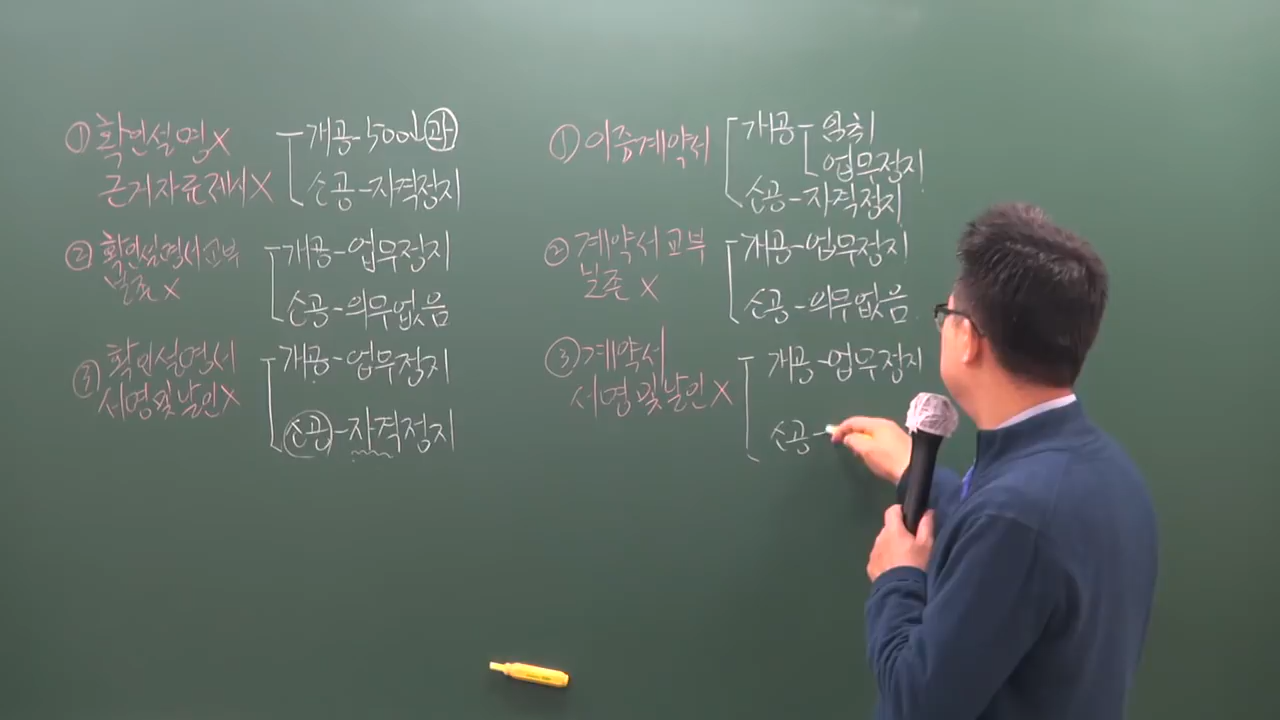 ① 확인설명X
근거자료제시X
개공-500↓과
소공-자격정지
② 확인설명서교부
보존X
개공-업무정지
소공-의무없음
③ 확인설명서
서명및날인X
개공-업무정지
소공-자격정지
① 이중계약서
개공-임취
업무정지
소공-자격정지
② 계약서교부
보존X
개공-업무정지
소공-의무없음
③ 계약서
서명및날인X
개공-업무정지
소공-